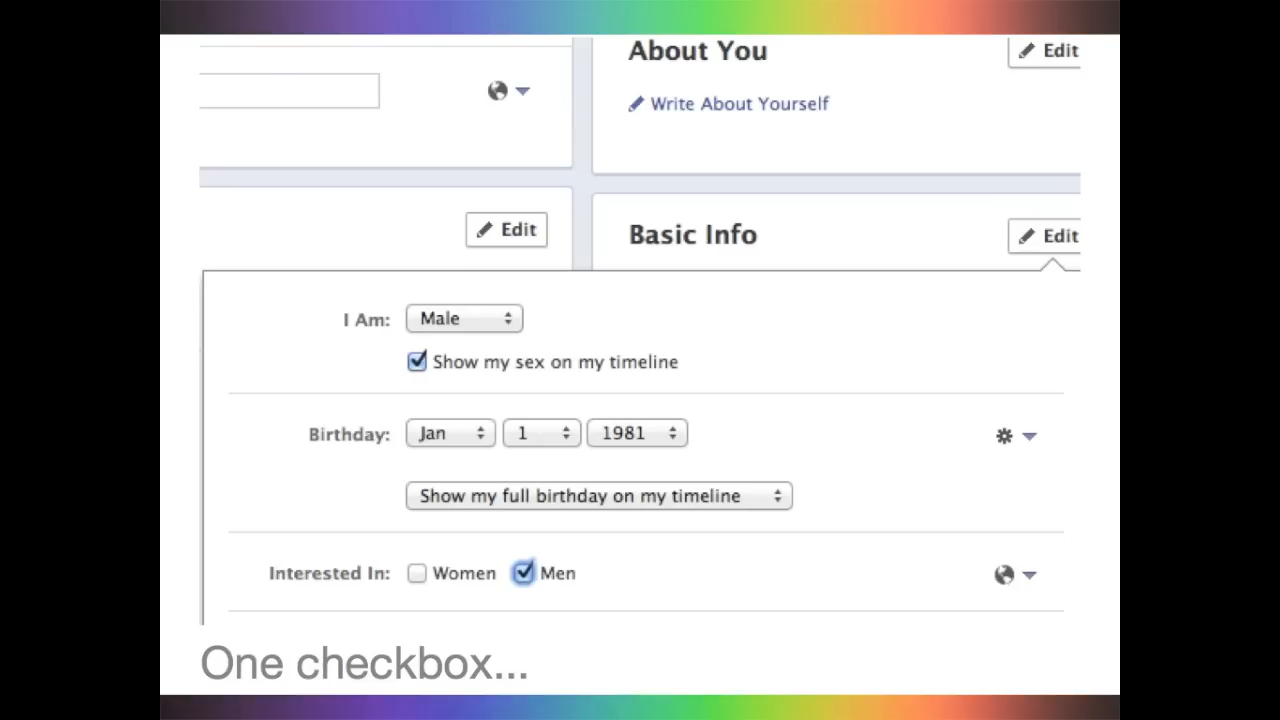 About You
Edit
Write About Yourself
Edit
Basic Info
Edit
I Am: Male
Show my sex on my timeline
Birthday: Jan 1 1981
Show my full birthday on my timeline
Interested In: Women Men
One checkbox...